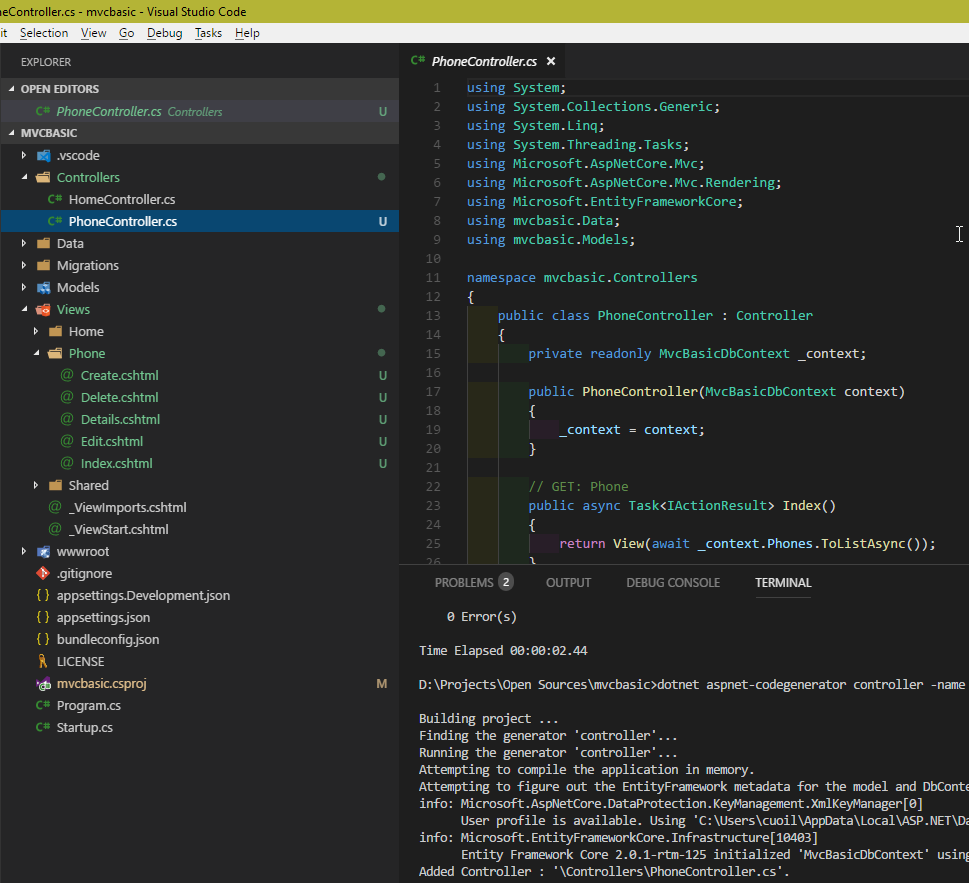 neController.cs - mvcbasic - Visual Studio Code
it Selection View Go Debug Tasks Help
EXPLORER
OPEN EDITORS
C# PhoneController.cs Controllers U
MVCBASIC
.vscode
Controllers
C# HomeController.cs
C# PhoneController.cs U
Data
Migrations
Models
Views
Home
Phone
@ Create.cshtml U
@ Delete.cshtml U
@ Details.cshtml U
@ Edit.cshtml U
@ Index.cshtml U
Shared
@ _ViewImports.cshtml
@ _ViewStart.cshtml
wwwroot
.gitignore
{ } appsettings.Development.json
{ } appsettings.json
{ } bundleconfig.json
LICENSE
mvcbasic.csproj M
C# Program.cs
C# Startup.cs
C# PhoneController.cs ×
1 using System;
2 using System.Collections.Generic;
3 using System.Linq;
4 using System.Threading.Tasks;
5 using Microsoft.AspNetCore.Mvc;
6 using Microsoft.AspNetCore.Mvc.Rendering;
7 using Microsoft.EntityFrameworkCore;
8 using mvcbasic.Data;
9 using mvcbasic.Models;
10
11 namespace mvcbasic.Controllers
12 {
13 public class PhoneController : Controller
14 {
15 private readonly MvcBasicDbContext _context;
16
17 public PhoneController(MvcBasicDbContext context)
18 {
19 _context = context;
20 }
21
22 // GET: Phone
23 public async Task<IActionResult> Index()
24 {
25 return View(await _context.Phones.ToListAsync());
26 }
PROBLEMS 2 OUTPUT DEBUG CONSOLE TERMINAL
0 Error(s)
Time Elapsed 00:00:02.44
D:\Projects\Open Sources\mvcbasic>dotnet aspnet-codegenerator controller -name
Building project ...
Finding the generator 'controller'...
Running the generator 'controller'...
Attempting to compile the application in memory.
Attempting to figure out the EntityFramework metadata for the model and DbConte
info: Microsoft.AspNetCore.DataProtection.KeyManagement.XmlKeyManager[0]
User profile is available. Using 'C:\Users\cuoil\AppData\Local\ASP.NET\Da
info: Microsoft.EntityFrameworkCore.Infrastructure[10403]
Entity Framework Core 2.0.1-rtm-125 initialized 'MvcBasicDbContext' using
Added Controller : '\Controllers\PhoneController.cs'.